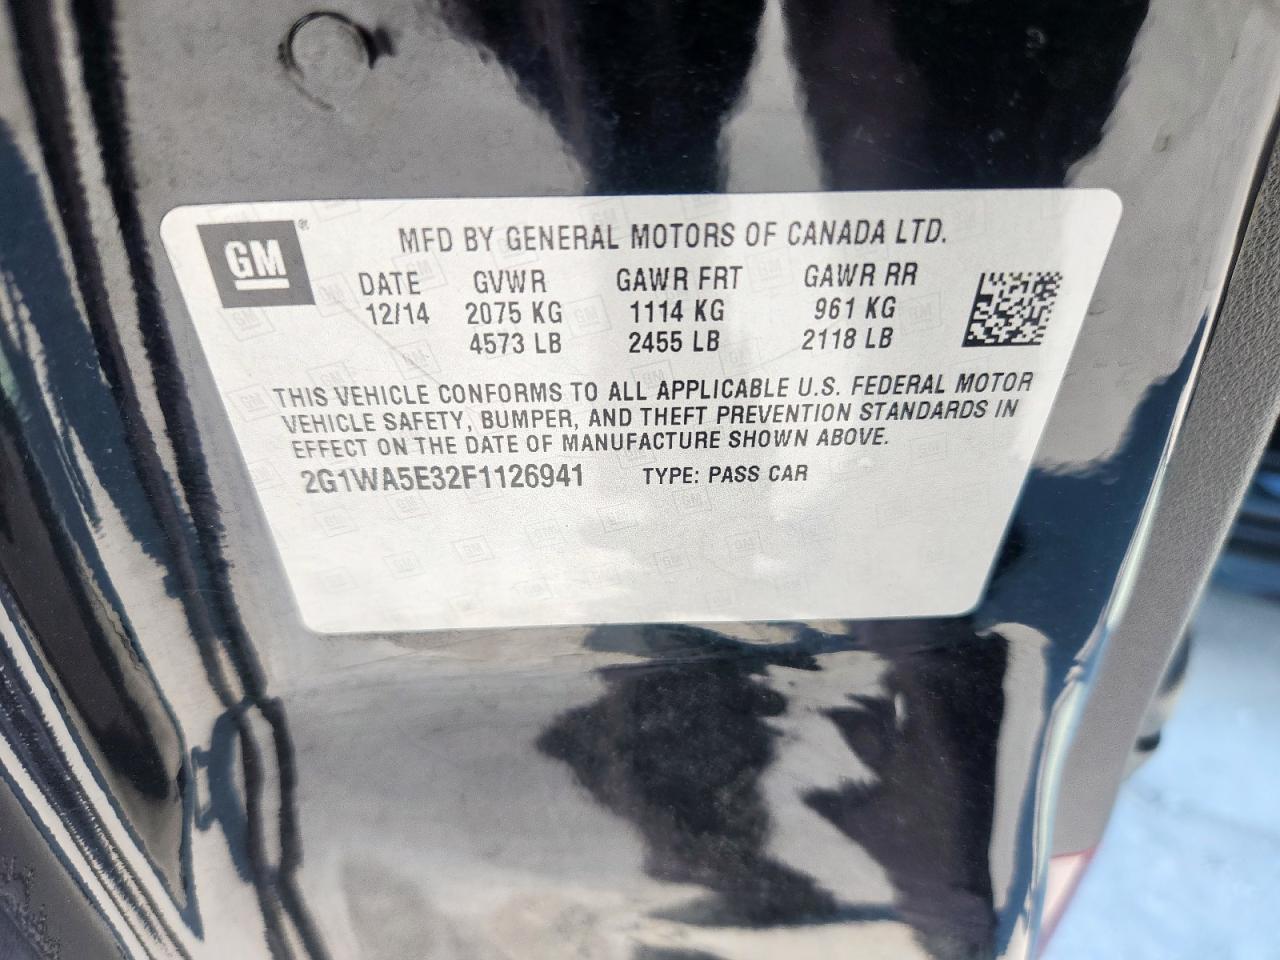 GM®
MFD BY GENERAL MOTORS OF CANADA LTD.
DATE GVWR GAWR FRT GAWR RR
12/14 2075 KG 1114 KG 961 KG
4573 LB 2455 LB 2118 LB
THIS VEHICLE CONFORMS TO ALL APPLICABLE U.S. FEDERAL MOTOR
VEHICLE SAFETY, BUMPER, AND THEFT PREVENTION STANDARDS IN
EFFECT ON THE DATE OF MANUFACTURE SHOWN ABOVE.
2G1WA5E32F1126941 TYPE: PASS CAR